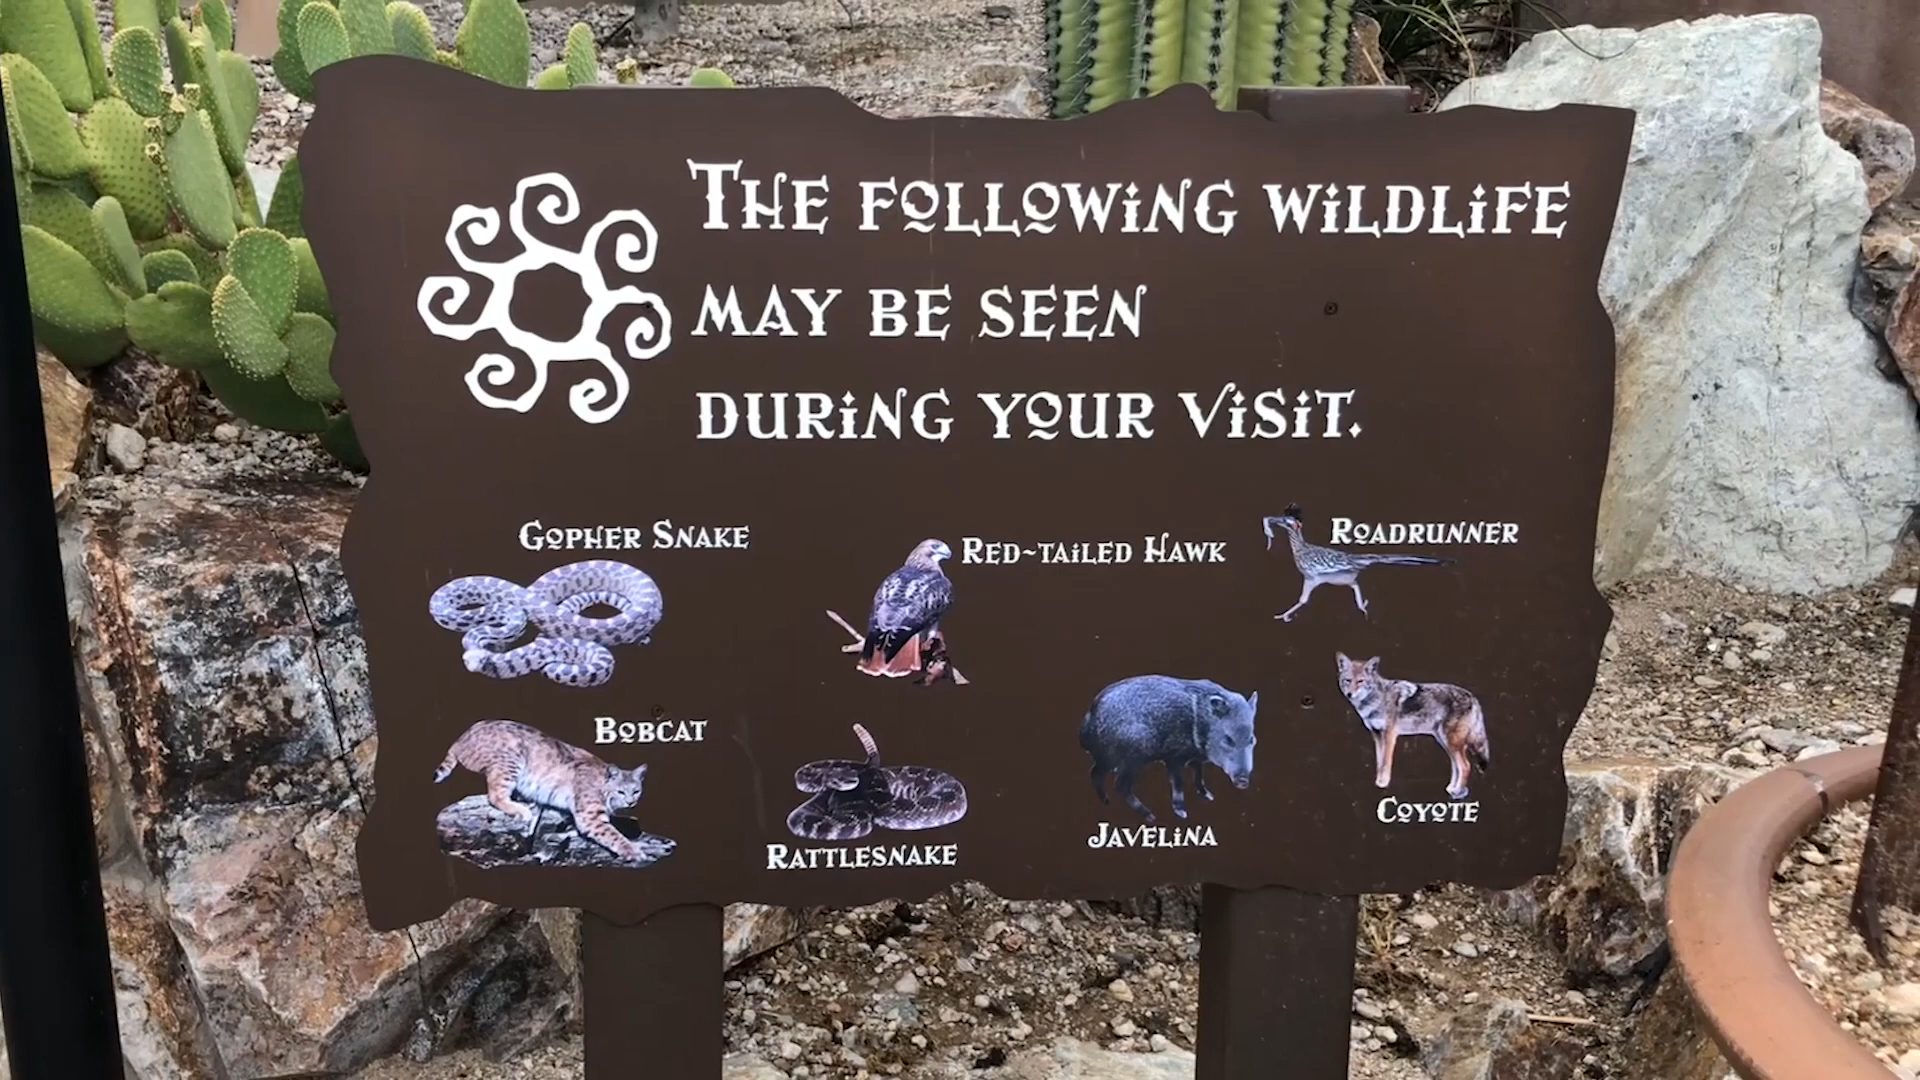 The following wildlife
may be seen
during your visit.
Gopher Snake
Red-tailed Hawk
Roadrunner
Bobcat
Rattlesnake
Javelina
Coyote